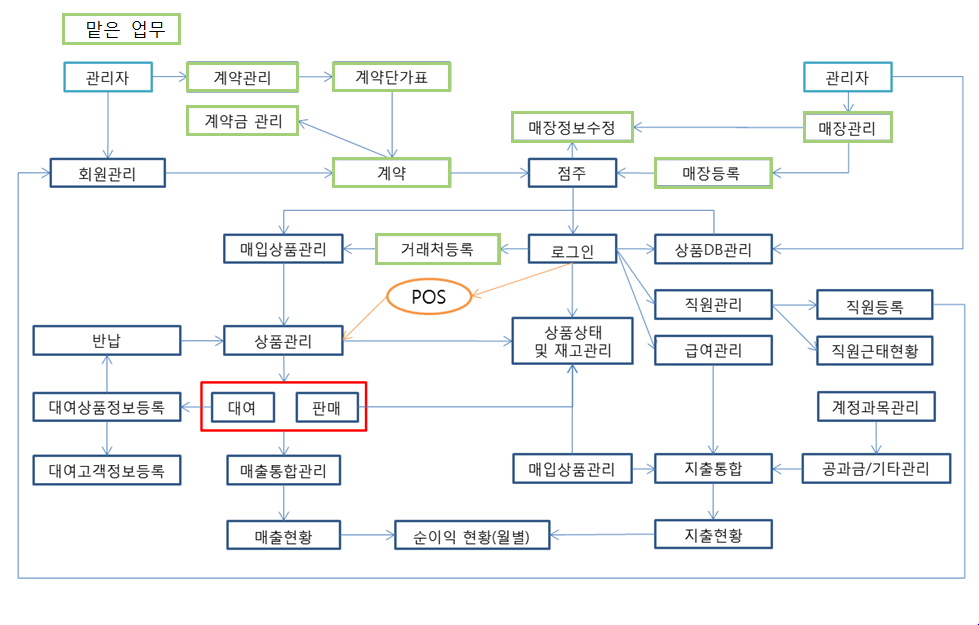 맡은 업무
관리자
계약관리
계약단가표
관리자
계약금 관리
매장정보수정
매장관리
회원관리
계약
점주
매장등록
매입상품관리
거래처등록
로그인
상품DB관리
POS
직원관리
직원등록
반납
상품관리
상품상태
및 재고관리
급여관리
직원근태현황
대여상품정보등록
대여
판매
계정과목관리
대여고객정보등록
매출통합관리
매입상품관리
지출통합
공과금/기타관리
매출현황
순이익 현황(월별)
지출현황